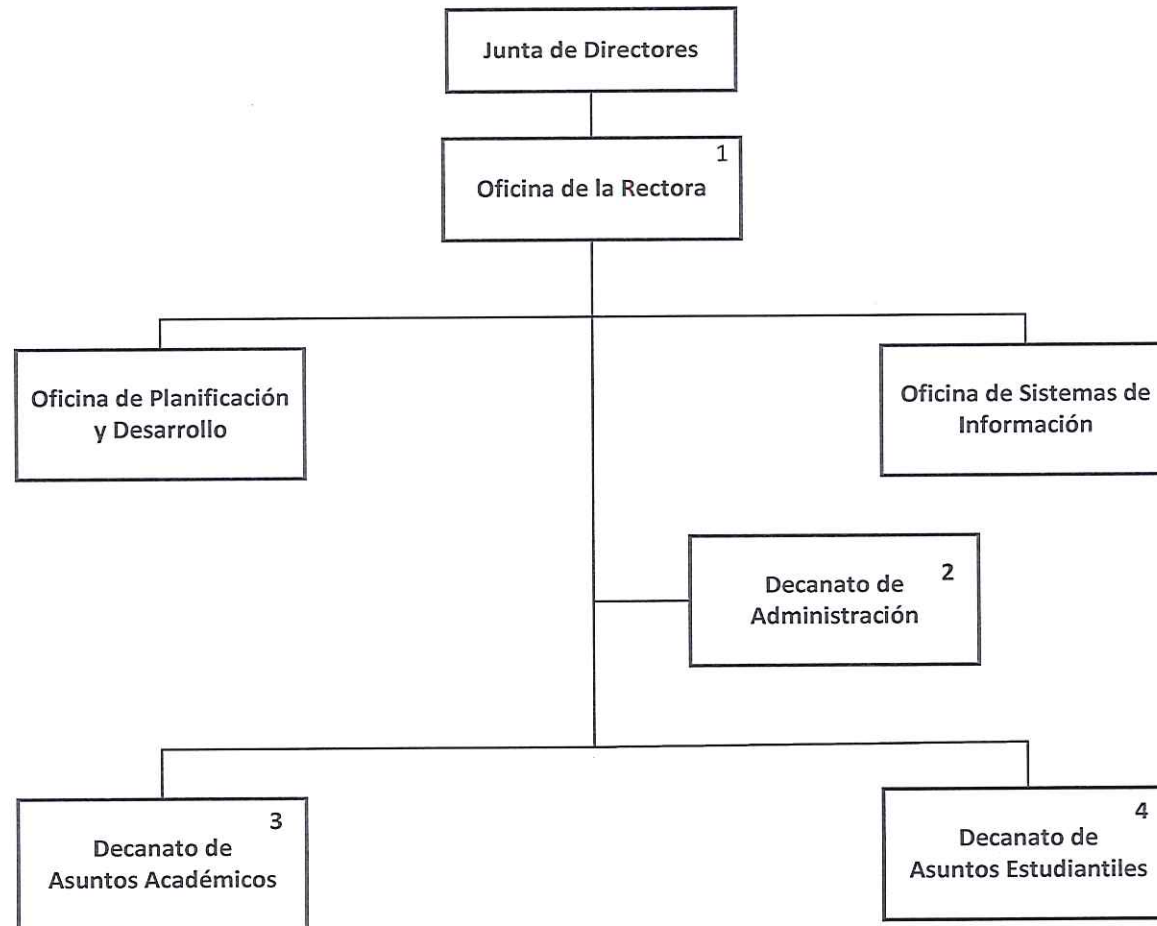 Junta de Directores
1
Oficina de la Rectora
Oficina de Planificación
y Desarrollo
Oficina de Sistemas de
Información
2
Decanato de
Administración
3
Decanato de
Asuntos Académicos
4
Decanato de
Asuntos Estudiantiles